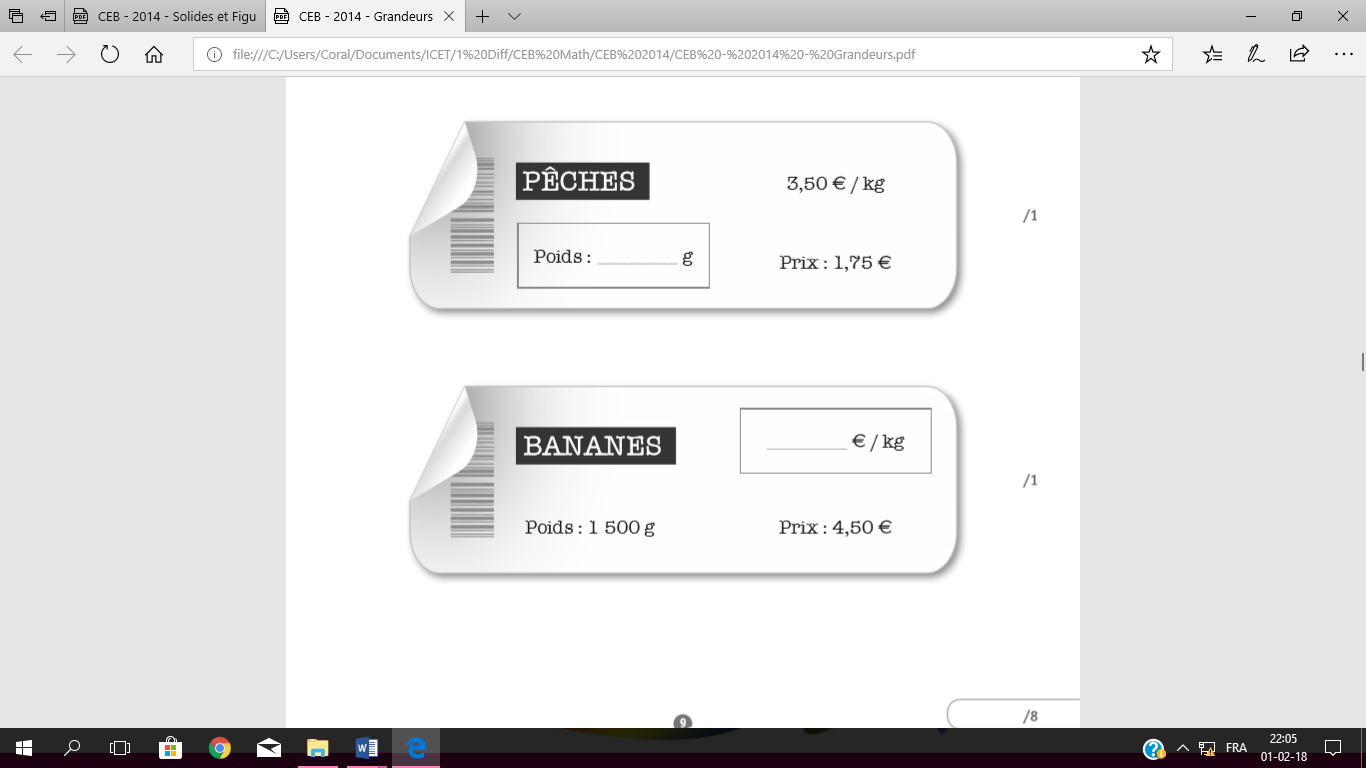 CEB - 2014 - Solides et Figu
CEB - 2014 - Grandeurs
file:///C:/Users/Coral/Documents/ICET/1%20Diff/CEB%20Math/CEB%202014/CEB%20-%202014%20-%20Grandeurs.pdf
PÊCHES
3,50 € / kg
/1
Poids : ________ g
Prix : 1,75 €
BANANES
________ € / kg
/1
Poids : 1 500 g
Prix : 4,50 €
9
/8
FRA
22:05
01-02-18